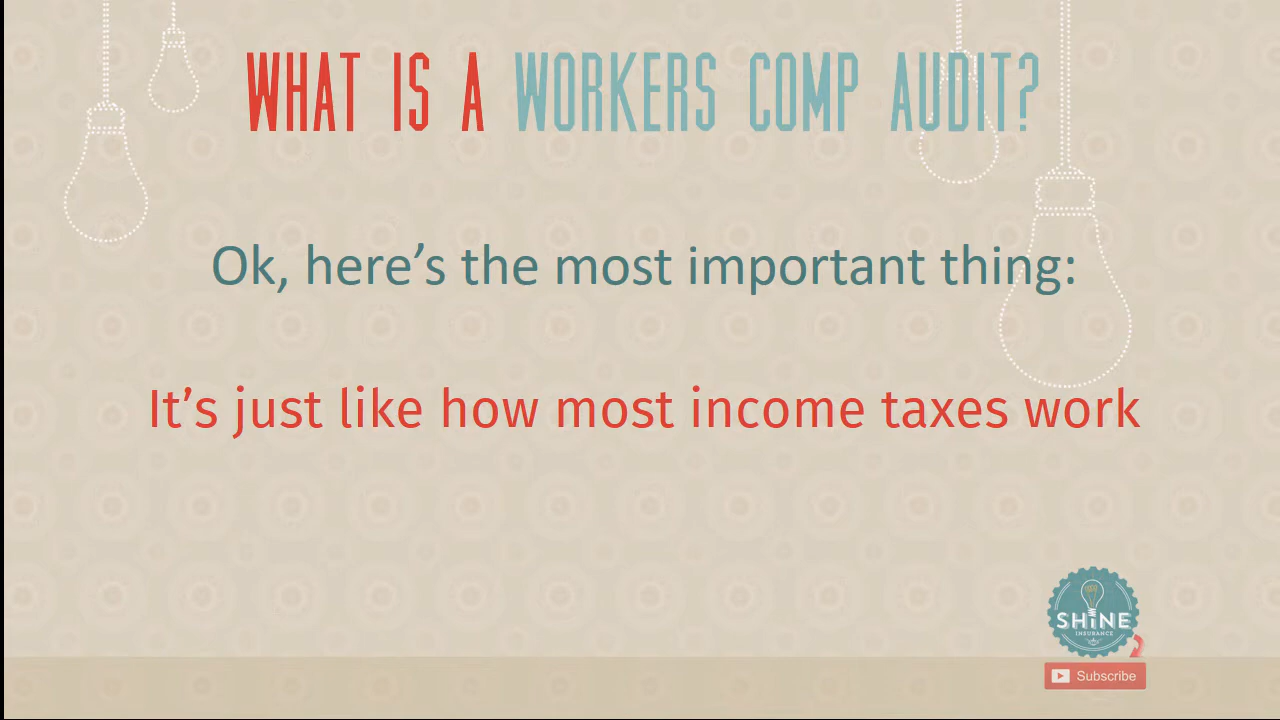 WHAT IS A WORKERS COMP AUDIT?
Ok, here's the most important thing:
It's just like how most income taxes work
SHINE
INSURANCE
Subscribe